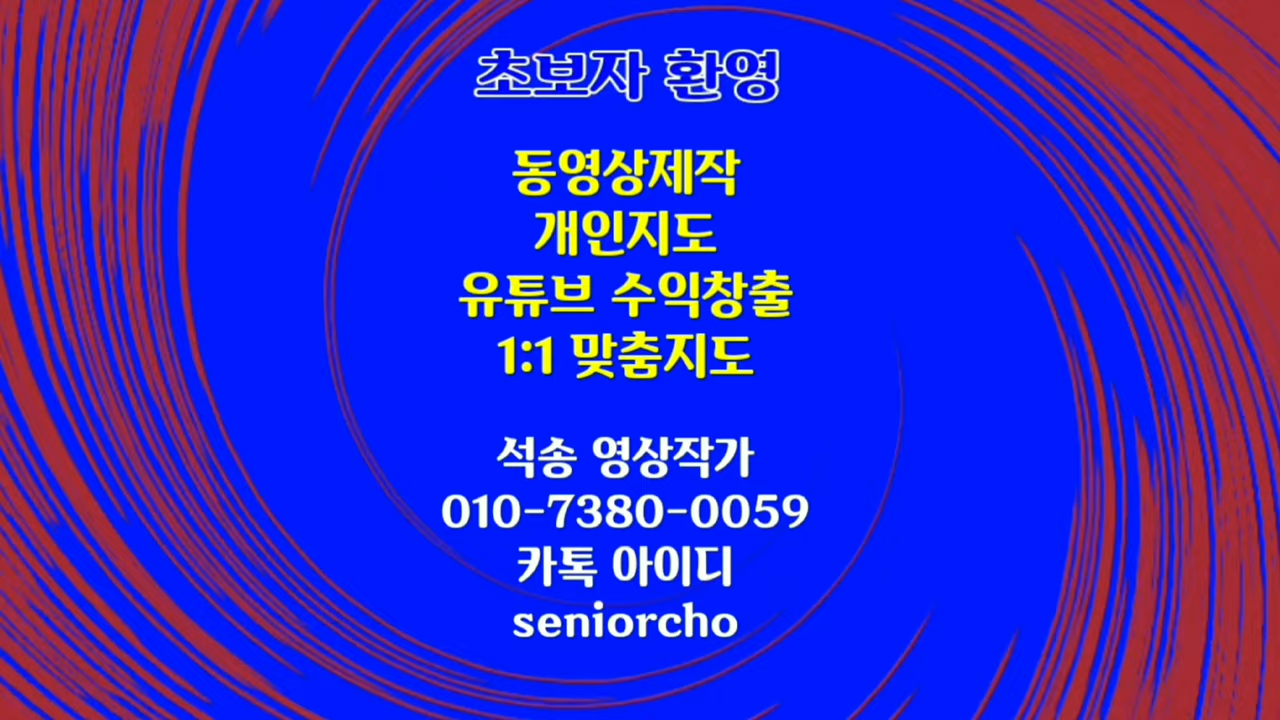 초보자 환영
동영상제작
개인지도
유튜브 수익창출
1:1 맞춤지도
석송 영상작가
010-7380-0059
카톡 아이디
seniorcho